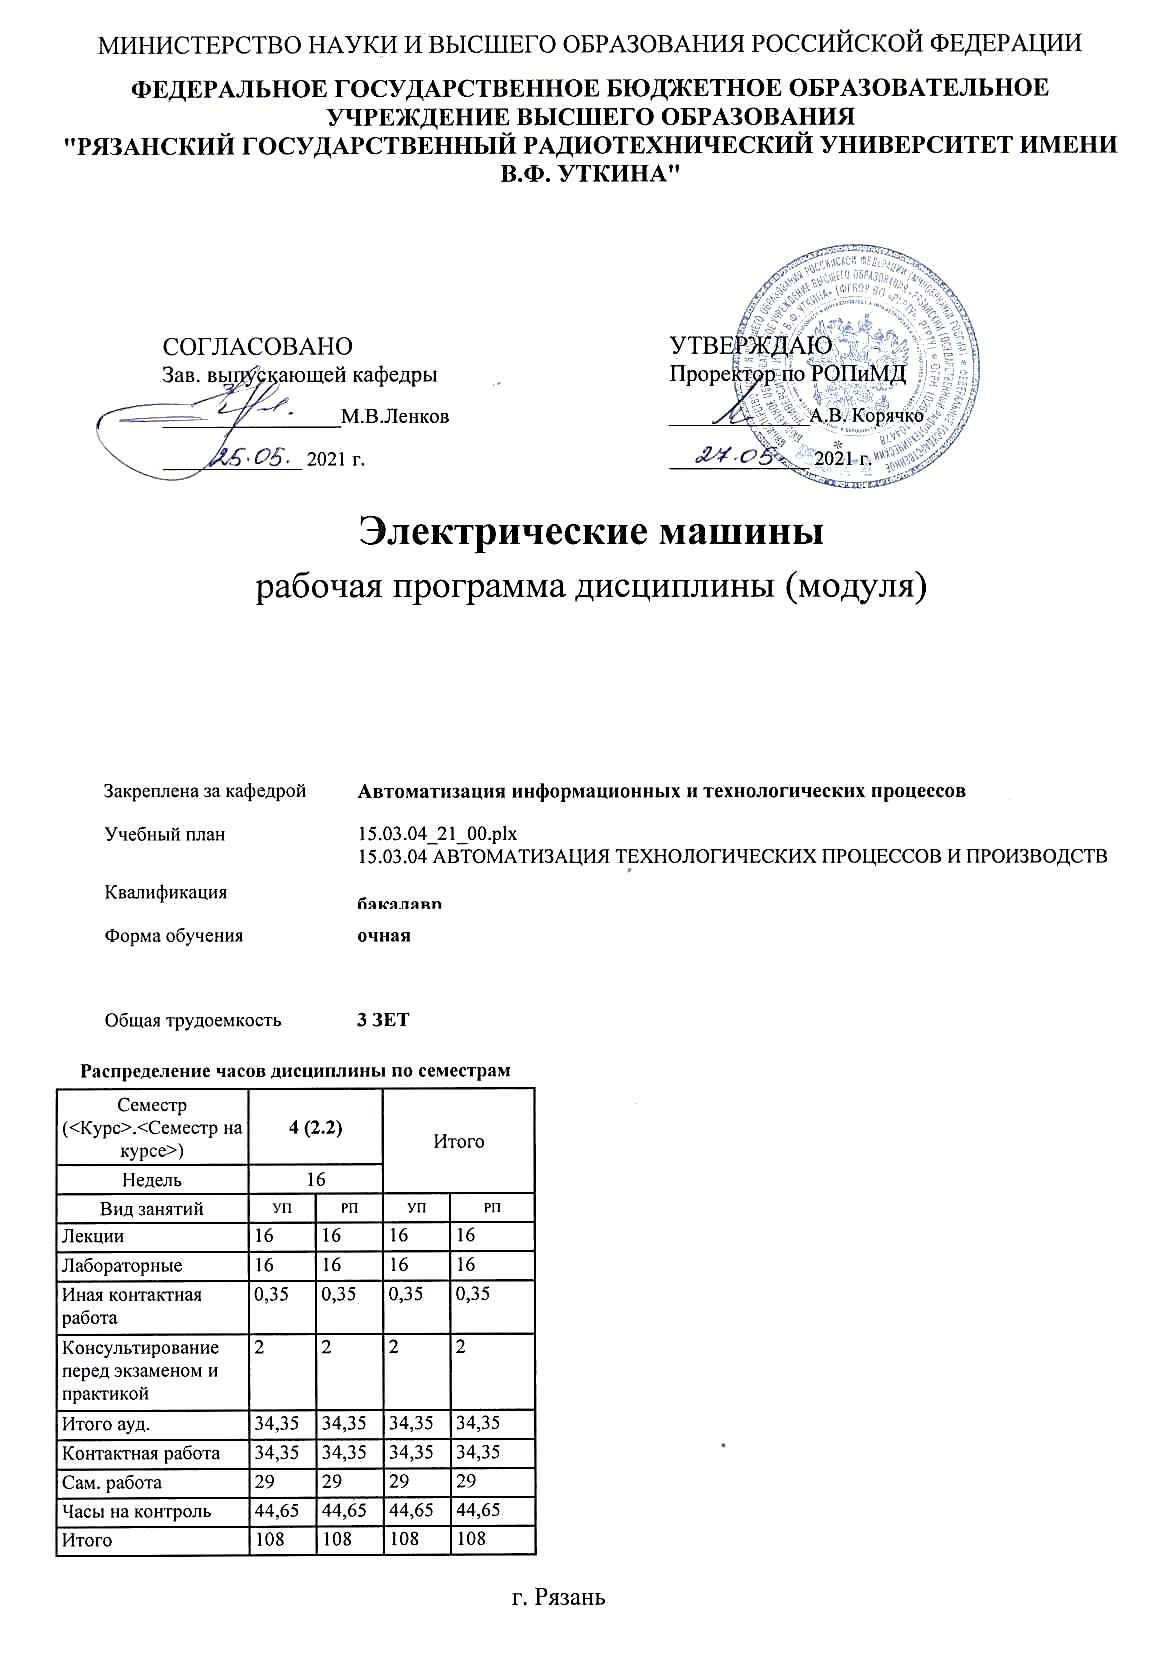 МИНИСТЕРСТВО НАУКИ И ВЫСШЕГО ОБРАЗОВАНИЯ РОССИЙСКОЙ ФЕДЕРАЦИИ
ФЕДЕРАЛЬНОЕ ГОСУДАРСТВЕННОЕ БЮДЖЕТНОЕ ОБРАЗОВАТЕЛЬНОЕ
УЧРЕЖДЕНИЕ ВЫСШЕГО ОБРАЗОВАНИЯ
"РЯЗАНСКИЙ ГОСУДАРСТВЕННЫЙ РАДИОТЕХНИЧЕСКИЙ УНИВЕРСИТЕТ ИМЕНИ
В.Ф. УТКИНА"
СОГЛАСОВАНО
Зав. выпускающей кафедры
М.В.Ленков
25.05. 2021 г.
УТВЕРЖДАЮ
Проректор по РОПиМД
А.В. Корячко
27.05 2021 г.
Электрические машины
рабочая программа дисциплины (модуля)
Закреплена за кафедрой Автоматизация информационных и технологических процессов
Учебный план 15.03.04_21_00.plx
15.03.04 АВТОМАТИЗАЦИЯ ТЕХНОЛОГИЧЕСКИХ ПРОЦЕССОВ И ПРОИЗВОДСТВ
Квалификация бакалавр
Форма обучения очная
Общая трудоемкость 3 ЗЕТ
Распределение часов дисциплины по семестрам
Семестр
(<Курс>.<Семестр на
курсе>)
4 (2.2)
Итого
Недель 16
Вид занятий УП РП УП РП
Лекции 16 16 16 16
Лабораторные 16 16 16 16
Иная контактная
работа
0,35 0,35 0,35 0,35
Консультирование
перед экзаменом и
практикой
2 2 2 2
Итого ауд. 34,35 34,35 34,35 34,35
Контактная работа 34,35 34,35 34,35 34,35
Сам. работа 29 29 29 29
Часы на контроль 44,65 44,65 44,65 44,65
Итого 108 108 108 108
г. Рязань